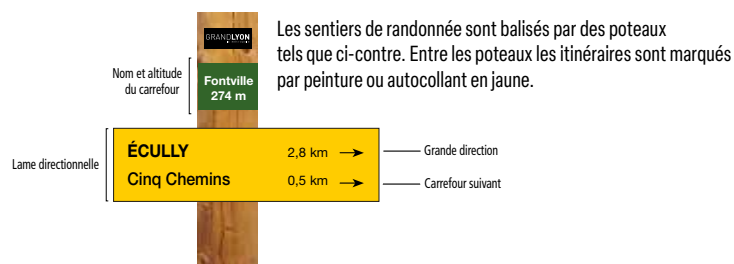 GRANDLYON
Les sentiers de randonnée sont balisés par des poteaux
tels que ci-contre. Entre les poteaux les itinéraires sont marqués
par peinture ou autocollant en jaune.
Nom et altitude
du carrefour
Fontville
274 m
Lame directionnelle
ÉCULLY 2,8 km → Grande direction
Cinq Chemins 0,5 km → Carrefour suivant